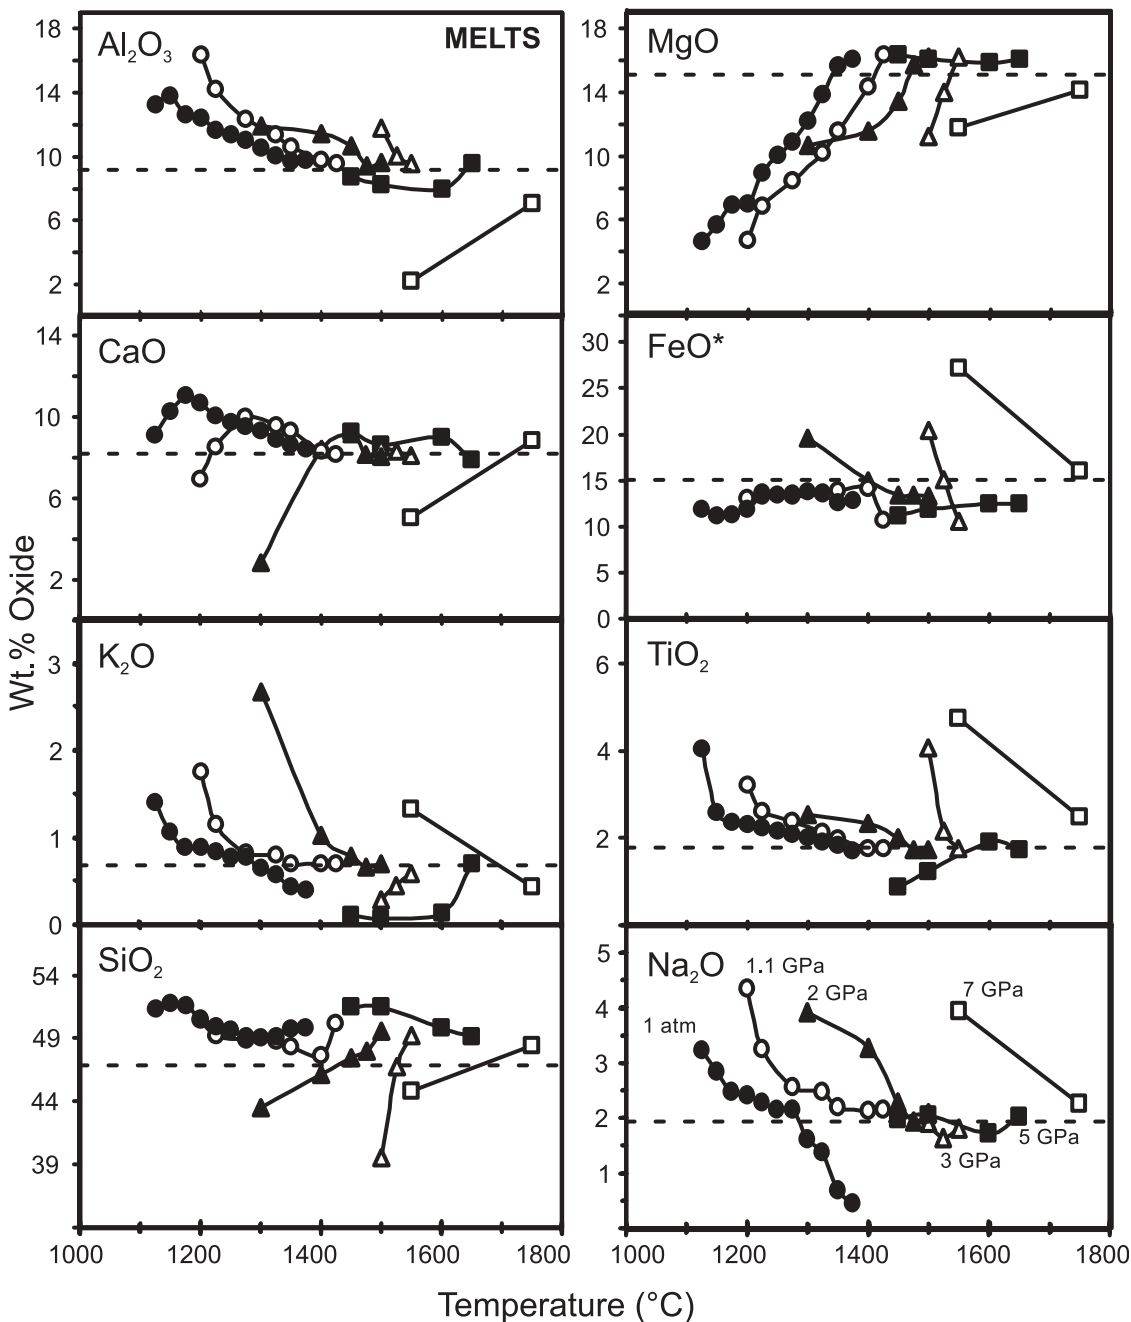 Al₂O₃
MELTS
18
14
10
6
2
MgO
18
14
10
6
2
CaO
14
10
6
2
FeO*
30
25
20
15
10
5
0
K₂O
3
2
1
0
TiO₂
6
4
2
SiO₂
54
49
44
39
Na₂O
5
4
3
2
1
1.1 GPa
2 GPa
7 GPa
1 atm
5 GPa
3 GPa
1000 1200 1400 1600 1800
1000 1200 1400 1600 1800
Wt.% Oxide
Temperature (°C)